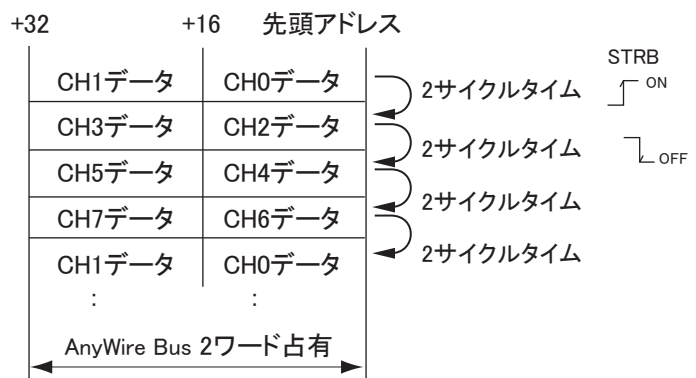 +32 +16 先頭アドレス
STRB
CH1データ CH0データ 2サイクルタイム ON
CH3データ CH2データ 2サイクルタイム OFF
CH5データ CH4データ 2サイクルタイム
CH7データ CH6データ 2サイクルタイム
CH1データ CH0データ
: :
AnyWire Bus 2ワード占有